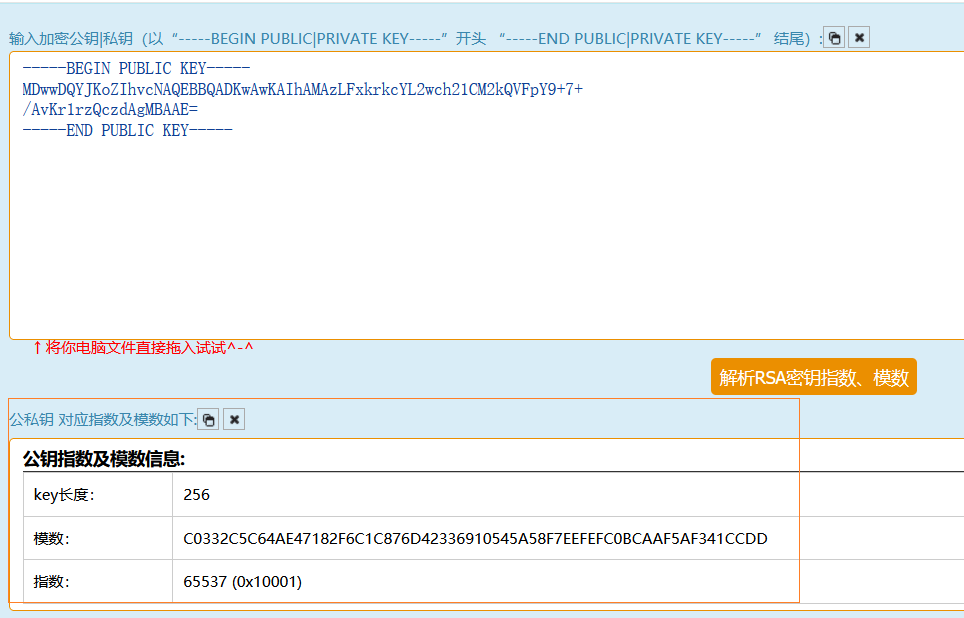 输入加密公钥|私钥（以“-----BEGIN PUBLIC|PRIVATE KEY-----”开头 “-----END PUBLIC|PRIVATE KEY-----” 结尾）:
-----BEGIN PUBLIC KEY-----
MDwwDQYJKoZIhvcNAQEBBQADKwAwKAIhAMAzLFxkrkcYL2wch21CM2kQVFpY9+7+
/AvKr1rzQczdAgMBAAE=
-----END PUBLIC KEY-----
↑将你电脑文件直接拖入试试^-^
解析RSA密钥指数、模数
公私钥 对应指数及模数如下:
公钥指数及模数信息:
key长度： 256
模数： C0332C5C64AE47182F6C1C876D42336910545A58F7EEFEFC0BCAAF5AF341CCDD
指数： 65537 (0x10001)